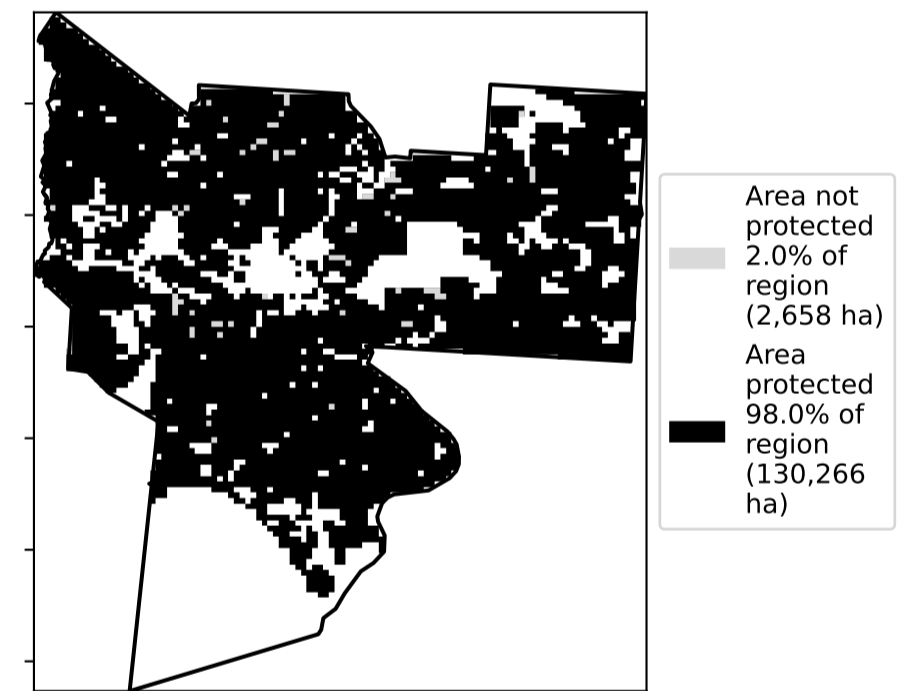 Area not
protected
2.0% of
region
(2,658 ha)
Area
protected
98.0% of
region
(130,266
ha)